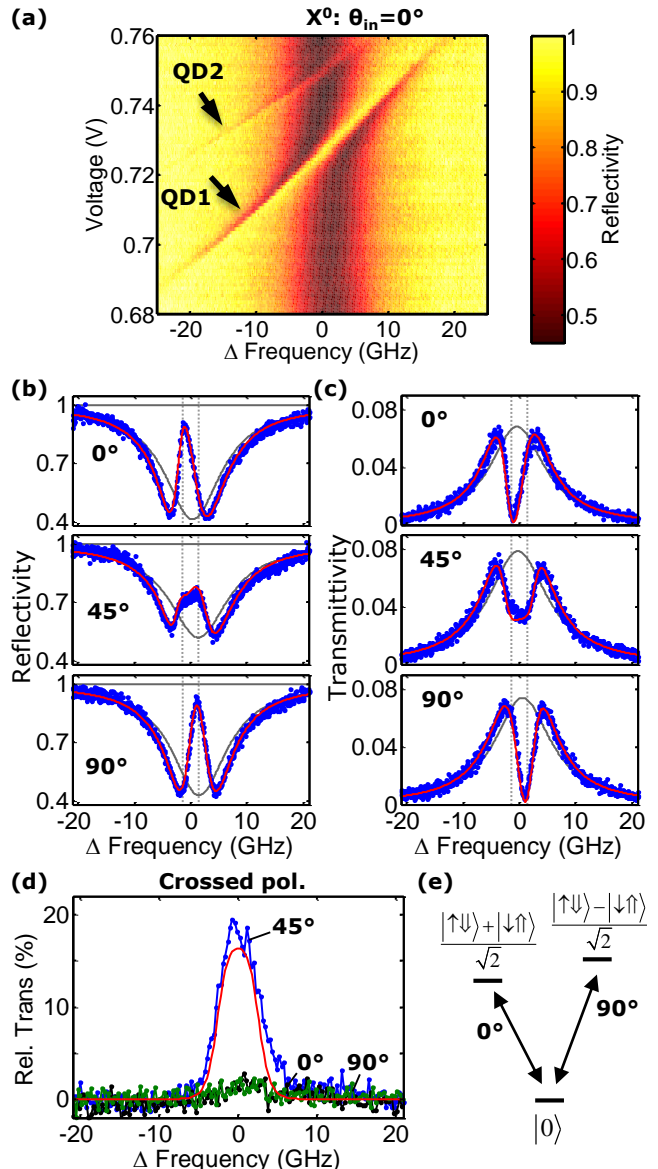 (a) X⁰: θin=0°
QD2
QD1
Voltage (V)
0.76
0.74
0.72
0.7
0.68
-20 -10 0 10 20
Δ Frequency (GHz)
1
0.9
0.8
0.7
0.6
0.5
Reflectivity
(b)
1
0.7
0.4
0°
1
0.7
0.4
45°
1
0.7
0.4
90°
Reflectivity
-20 -10 0 10 20
Δ Frequency (GHz)
(c)
0.08
0.04
0
0°
0.08
0.04
0
45°
0.08
0.04
0
90°
Transmittivity
-20 -10 0 10 20
Δ Frequency (GHz)
(d) Crossed pol.
20
10
0
Rel. Trans (%)
45°
0° 90°
-20 -10 0 10 20
Δ Frequency (GHz)
(e)
|↑⇓⟩+|↓⇑⟩
√2
|↑⇓⟩−|↓⇑⟩
√2
0°
90°
|0⟩